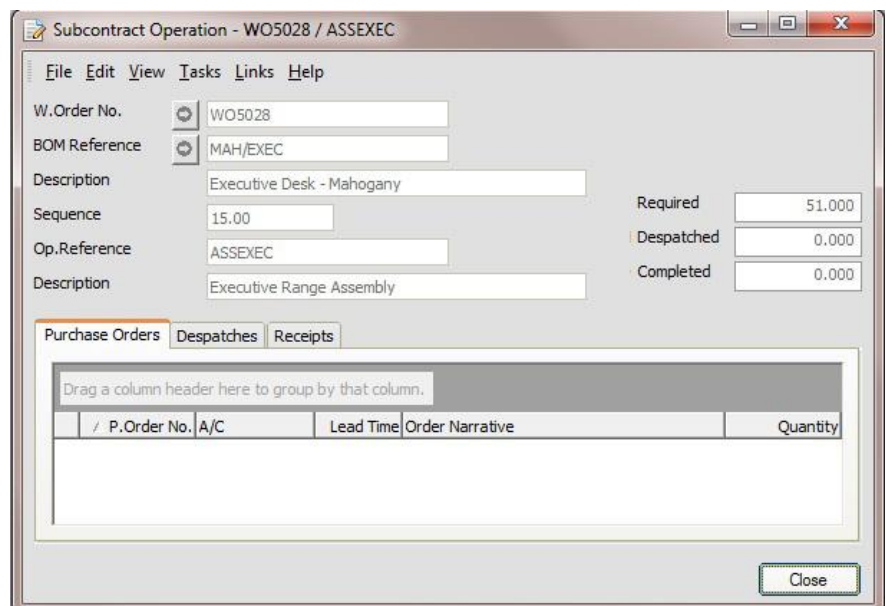 Subcontract Operation - WO5028 / ASSEXEC
File Edit View Tasks Links Help
W.Order No. WO5028
BOM Reference MAH/EXEC
Description Executive Desk - Mahogany
Sequence 15.00
Op.Reference ASSEXEC
Description Executive Range Assembly
Required 51.000
Despatched 0.000
Completed 0.000
Purchase Orders Despatches Receipts
Drag a column header here to group by that column.
/ P.Order No. A/C Lead Time Order Narrative Quantity
Close